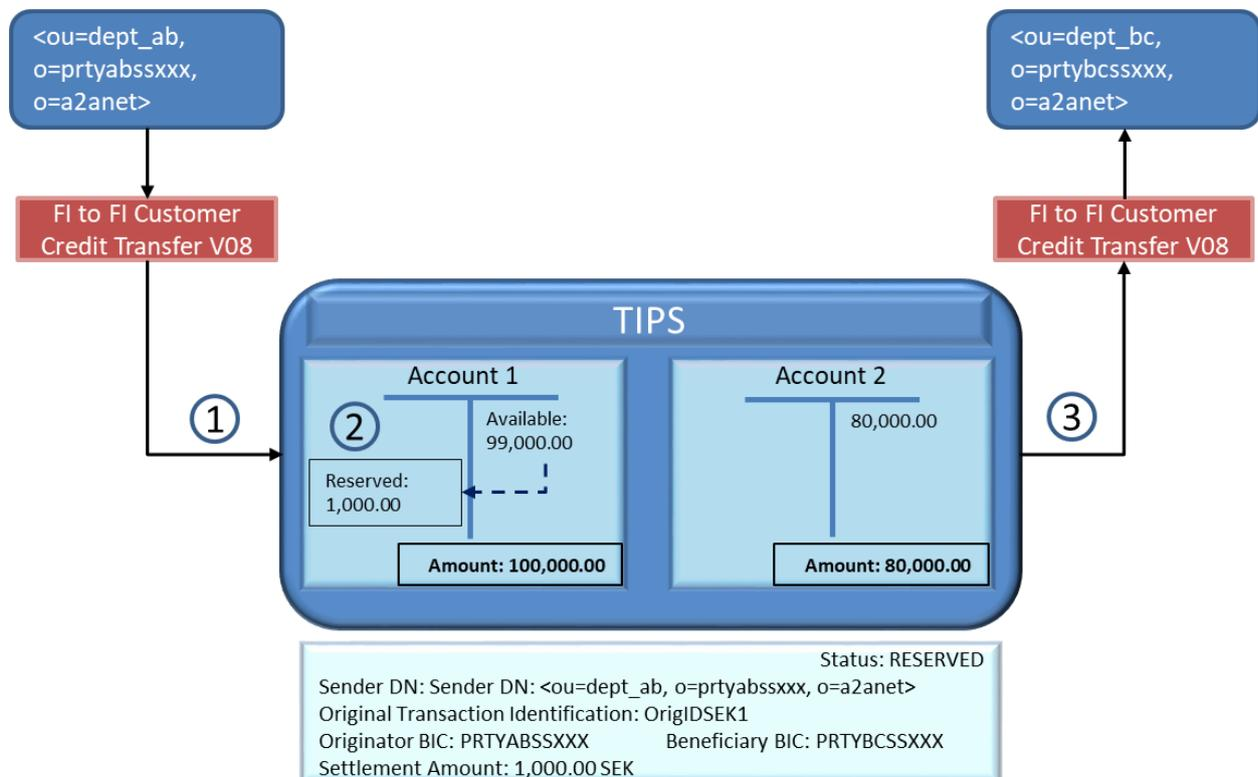 <ou=dept_ab,
o=prtyabssxxx,
o=a2anet>
<ou=dept_bc,
o=prtybcssxxx,
o=a2anet>
FI to FI Customer
Credit Transfer V08
FI to FI Customer
Credit Transfer V08
TIPS
Account 1
Account 2
1
2
Available:
99,000.00
80,000.00
3
Reserved:
1,000.00
Amount: 100,000.00
Amount: 80,000.00
Status: RESERVED
Sender DN: Sender DN: <ou=dept_ab, o=prtyabssxxx, o=a2anet>
Original Transaction Identification: OrigIDSEK1
Originator BIC: PRTYABSSXXX Beneficiary BIC: PRTYBCSSXXX
Settlement Amount: 1,000.00 SEK